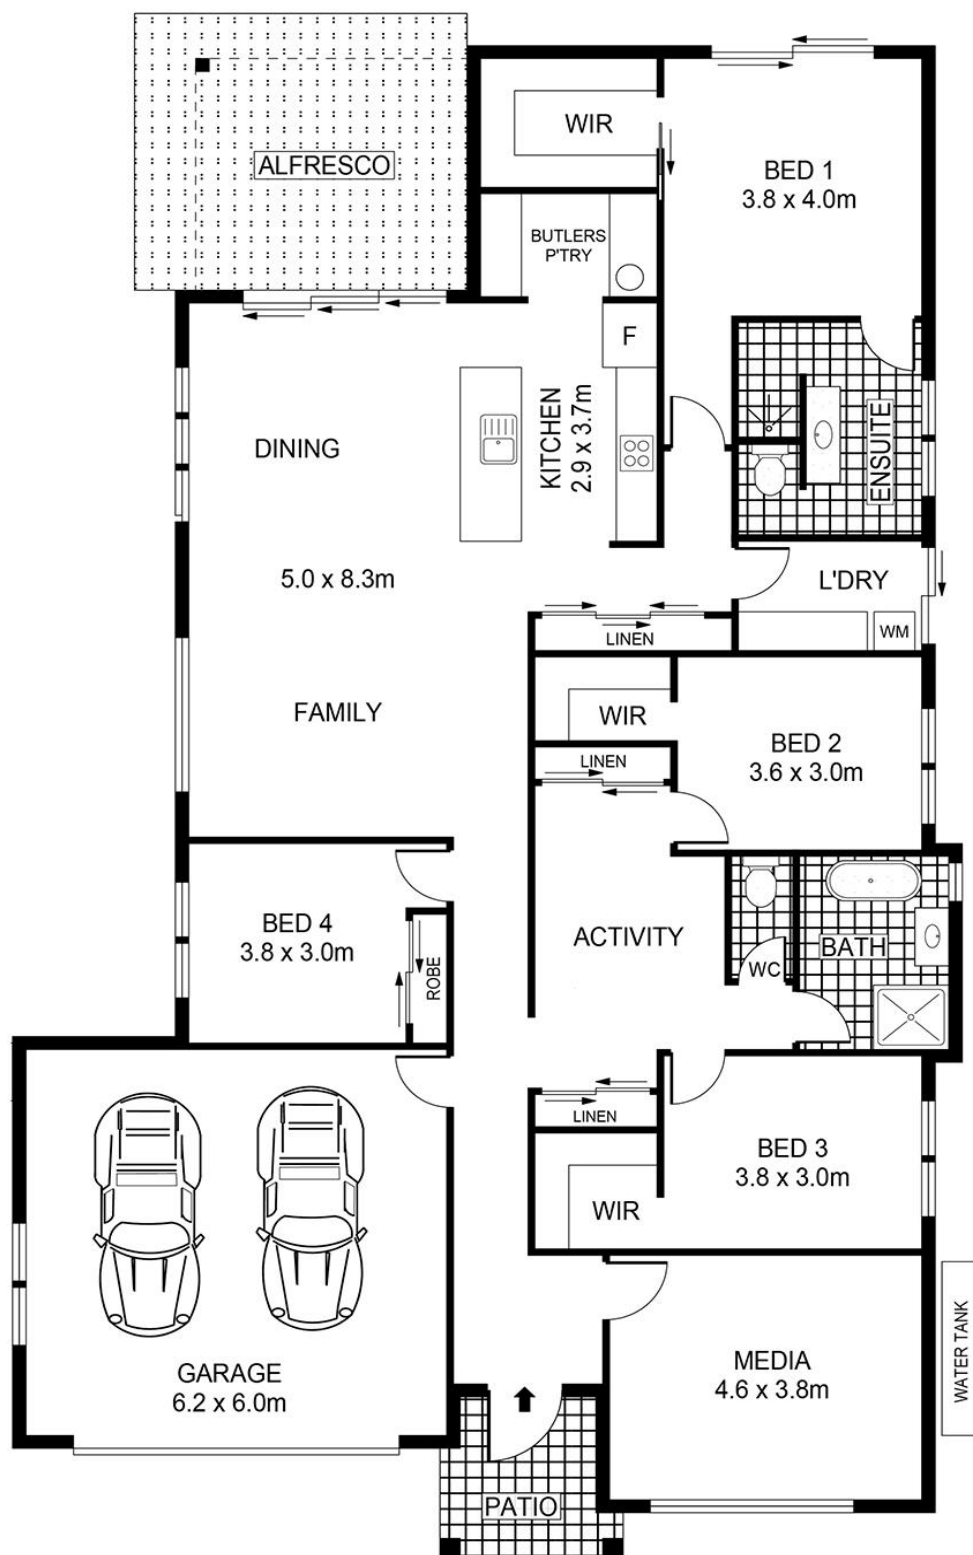 ALFRESCO
WIR
BED 1
3.8 x 4.0m
BUTLERS
P'TRY
F
KITCHEN
2.9 x 3.7m
DINING
ENSUITE
5.0 x 8.3m
L'DRY
WM
LINEN
FAMILY
WIR
BED 2
3.6 x 3.0m
LINEN
BED 4
3.8 x 3.0m
ROBE
ACTIVITY
WC
BATH
LINEN
BED 3
3.8 x 3.0m
WIR
GARAGE
6.2 x 6.0m
MEDIA
4.6 x 3.8m
WATER TANK
PATIO